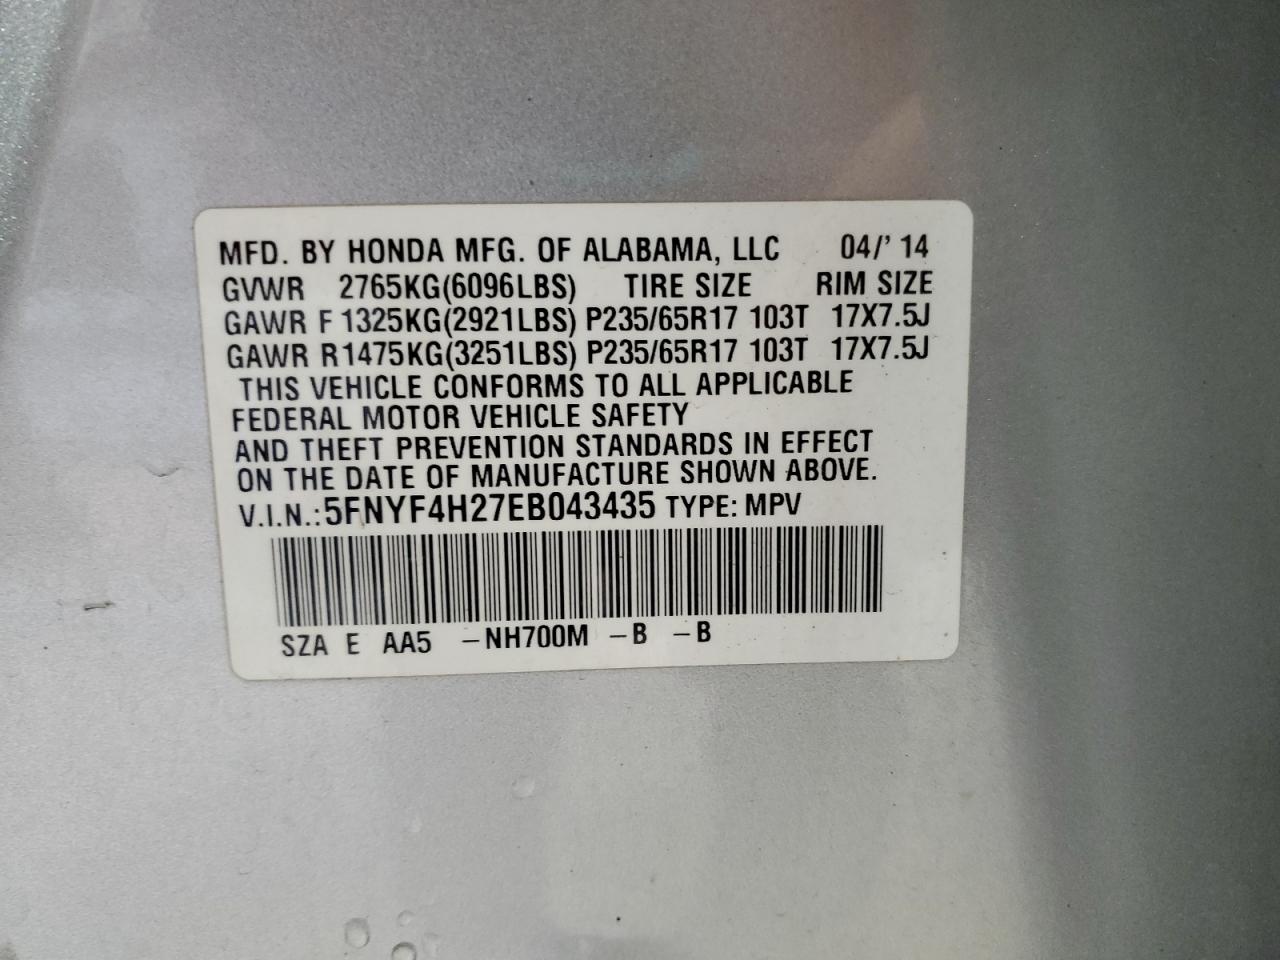 MFD. BY HONDA MFG. OF ALABAMA, LLC 04/' 14
GVWR 2765KG(6096LBS) TIRE SIZE RIM SIZE
GAWR F 1325KG(2921LBS) P235/65R17 103T 17X7.5J
GAWR R1475KG(3251LBS) P235/65R17 103T 17X7.5J
THIS VEHICLE CONFORMS TO ALL APPLICABLE
FEDERAL MOTOR VEHICLE SAFETY
AND THEFT PREVENTION STANDARDS IN EFFECT
ON THE DATE OF MANUFACTURE SHOWN ABOVE.
V.I.N.: 5FNYF4H27EB043435 TYPE: MPV
SZA E AA5 -NH700M -B -B